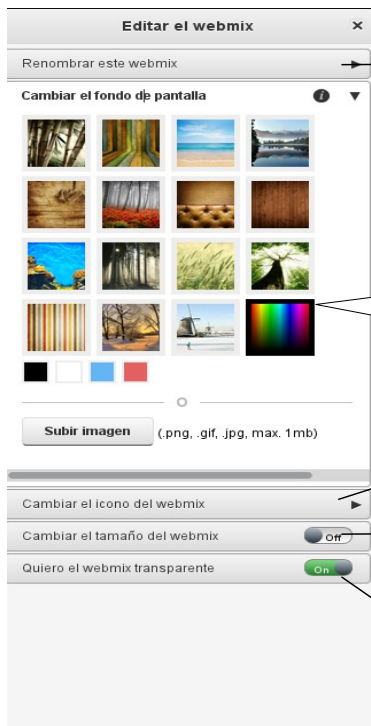 Editar el webmix ×
Renombrar este webmix
Cambiar el fondo de pantalla i
Subir imagen (.png, .gif, .jpg, max. 1mb)
Cambiar el icono del webmix
Cambiar el tamaño del webmix Off
Quiero el webmix transparente On